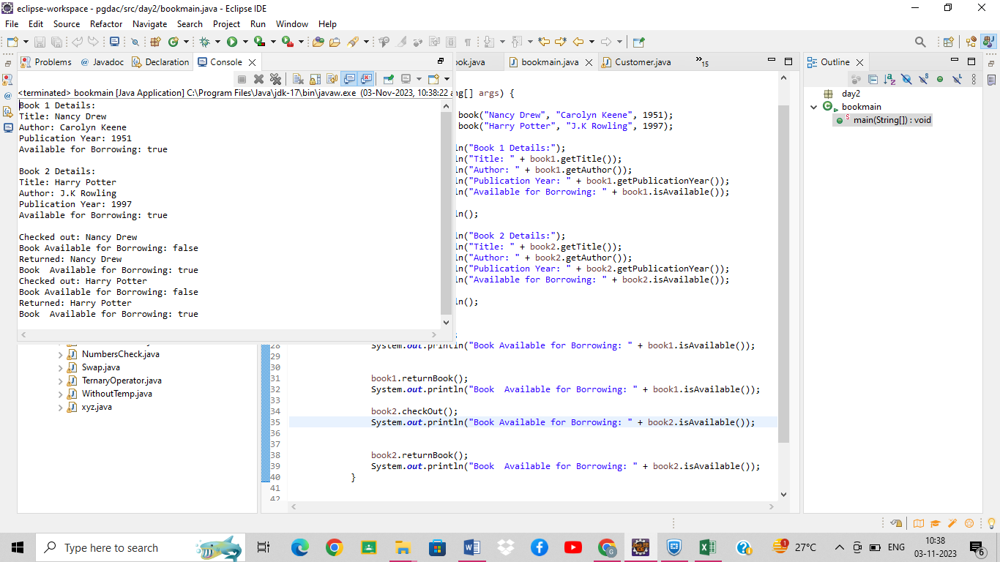 eclipse-workspace - pgdac/src/day2/bookmain.java - Eclipse IDE
File Edit Source Refactor Navigate Search Project Run Window Help
Problems @ Javadoc Declaration Console
<terminated> bookmain [Java Application] C:\Program Files\Java\jdk-17\bin\javaw.exe (03-Nov-2023, 10:38:22
Book 1 Details:
Title: Nancy Drew
Author: Carolyn Keene
Publication Year: 1951
Available for Borrowing: true
Book 2 Details:
Title: Harry Potter
Author: J.K Rowling
Publication Year: 1997
Available for Borrowing: true
Checked out: Nancy Drew
Book Available for Borrowing: false
Returned: Nancy Drew
Book  Available for Borrowing: true
Checked out: Harry Potter
Book Available for Borrowing: false
Returned: Harry Potter
Book  Available for Borrowing: true
NumbersCheck.java
Swap.java
TernaryOperator.java
WithoutTemp.java
xyz.java
ook.java bookmain.java Customer.java »15
ng[] args) {
book("Nancy Drew", "Carolyn Keene", 1951);
book("Harry Potter", "J.K Rowling", 1997);
ln("Book 1 Details:");
ln("Title: " + book1.getTitle());
ln("Author: " + book1.getAuthor());
ln("Publication Year: " + book1.getPublicationYear());
ln("Available for Borrowing: " + book1.isAvailable());
ln();
ln("Book 2 Details:");
ln("Title: " + book2.getTitle());
ln("Author: " + book2.getAuthor());
ln("Publication Year: " + book2.getPublicationYear());
ln("Available for Borrowing: " + book2.isAvailable());
ln();
;
28 System.out.println("Book Available for Borrowing: " + book1.isAvailable());
29
30
31 book1.returnBook();
32 System.out.println("Book  Available for Borrowing: " + book1.isAvailable());
33
34 book2.checkOut();
35 System.out.println("Book Available for Borrowing: " + book2.isAvailable());
36
37
38 book2.returnBook();
39 System.out.println("Book  Available for Borrowing: " + book2.isAvailable());
40 }
41
42
Outline
day2
bookmain
main(String[]) : void
Type here to search
1 27°C ENG 10:38
03-11-2023
6